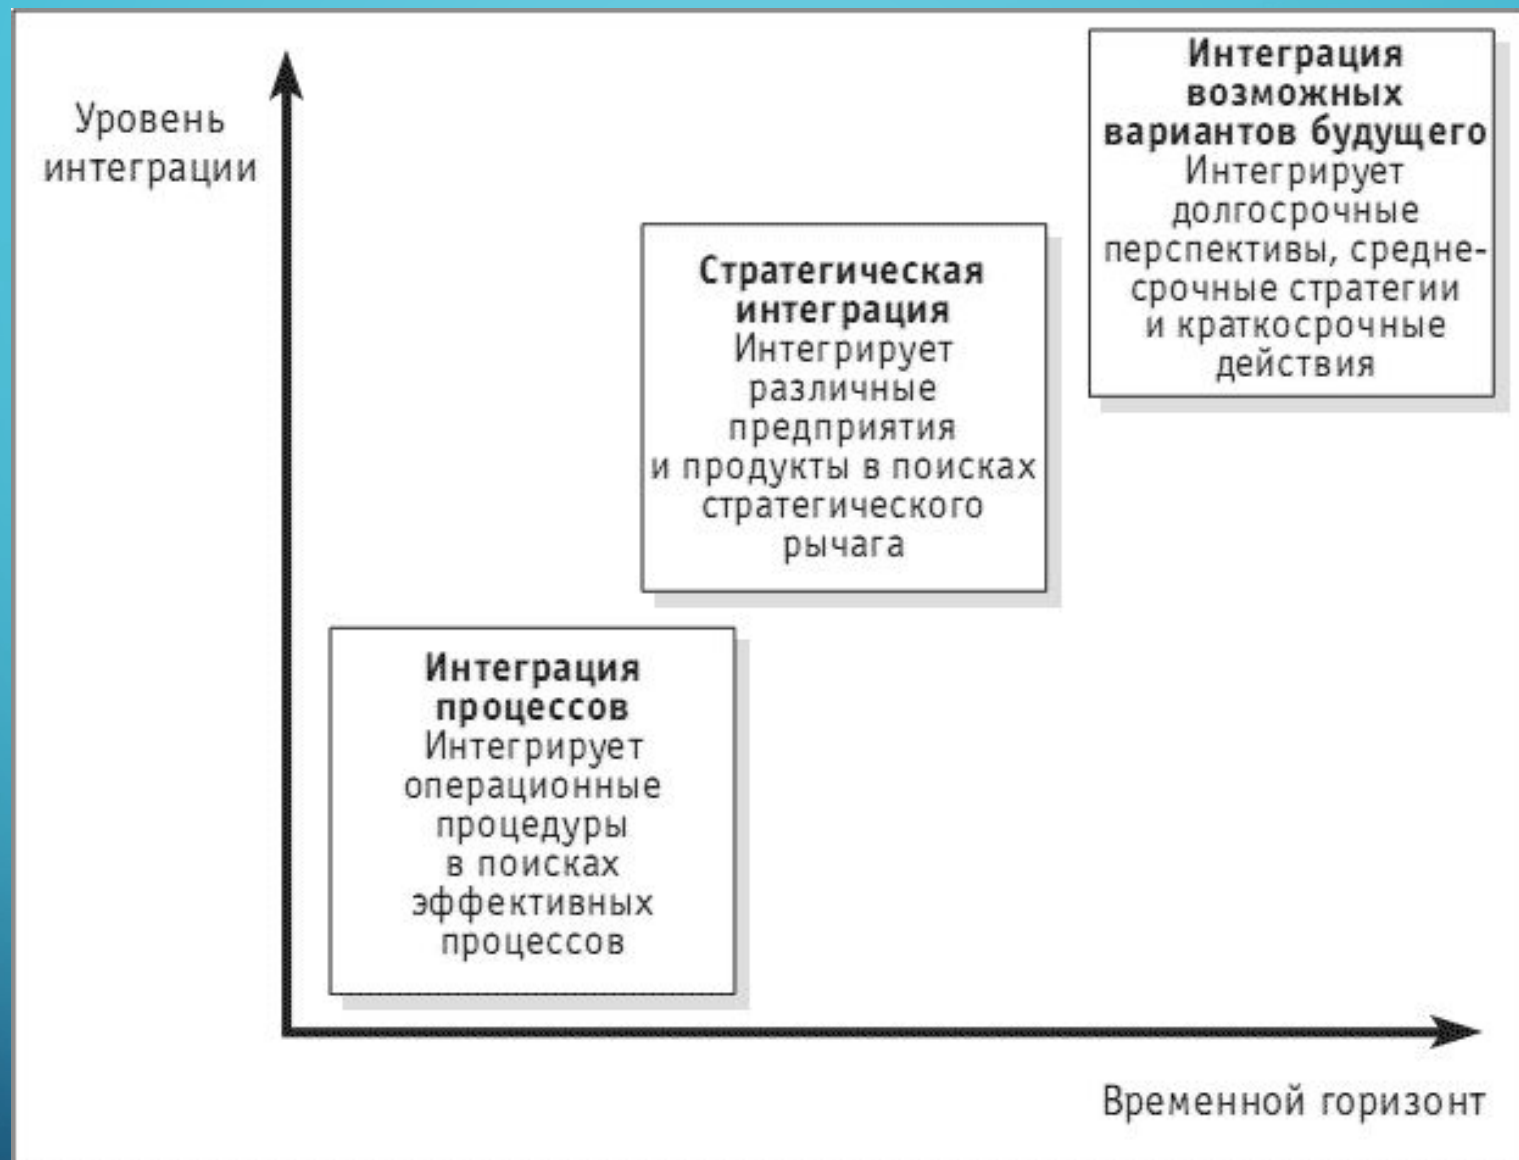 Уровень
интеграции
Интеграция
возможных
вариантов будущего
Интегрирует
долгосрочные
перспективы, средне-
срочные стратегии
и краткосрочные
действия
Стратегическая
интеграция
Интегрирует
различные
предприятия
и продукты в поисках
стратегического
рычага
Интеграция
процессов
Интегрирует
операционные
процедуры
в поисках
эффективных
процессов
Временной горизонт